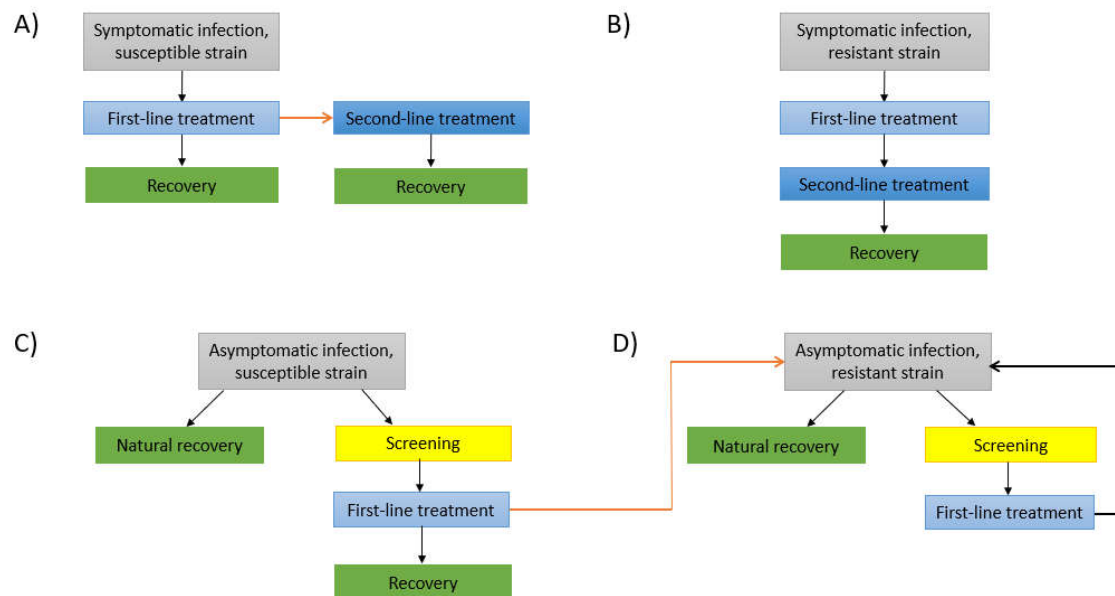 A)
Symptomatic infection,
susceptible strain
First-line treatment
Second-line treatment
Recovery
Recovery
B)
Symptomatic infection,
resistant strain
First-line treatment
Second-line treatment
Recovery
C)
Asymptomatic infection,
susceptible strain
Natural recovery
Screening
First-line treatment
Recovery
D)
Asymptomatic infection,
resistant strain
Natural recovery
Screening
First-line treatment